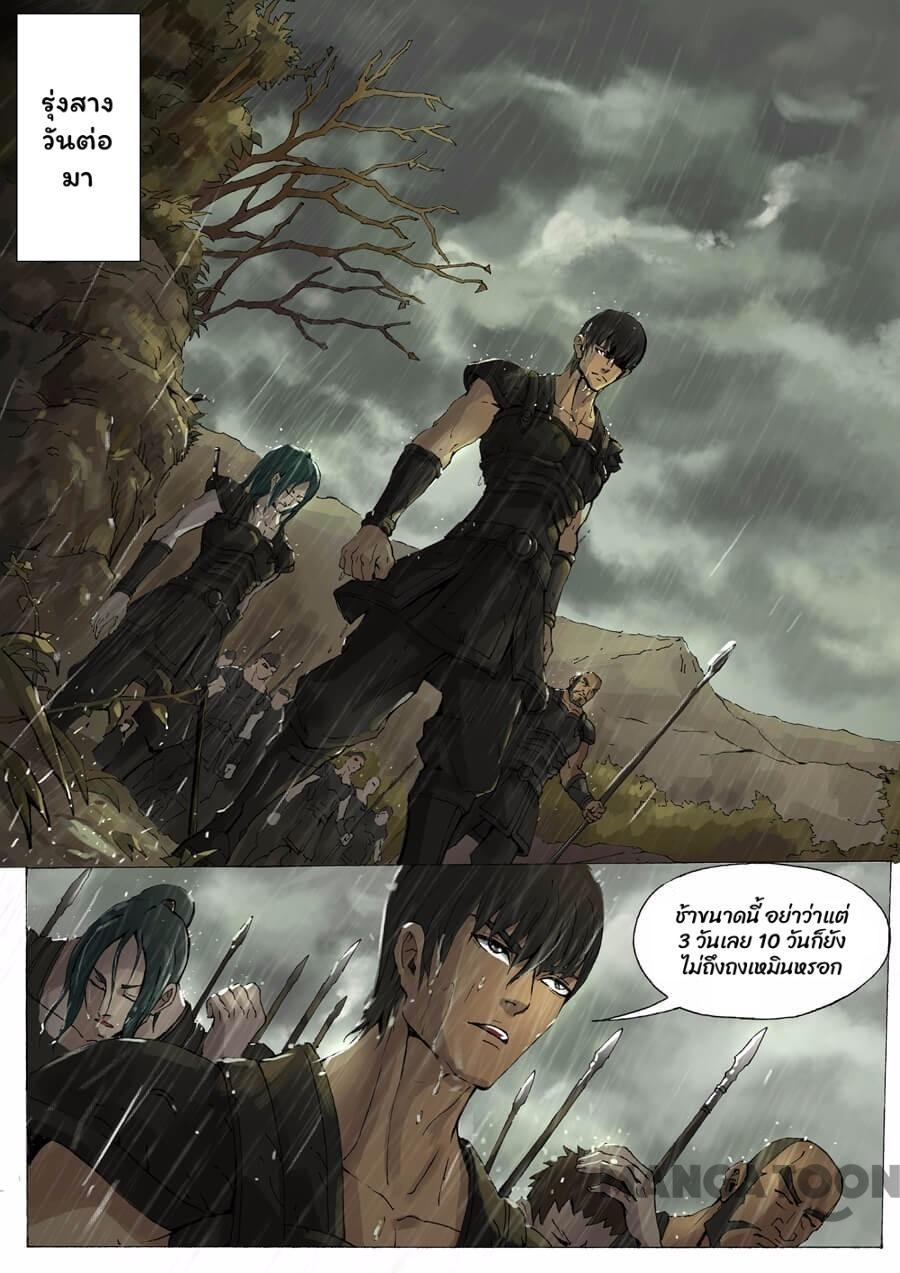 รุ่งสาง
วันต่อ
มา
ช้าขนาดนี้ อย่าว่าแต่
3 วันเลย 10 วันก็ยัง
ไม่ถึงถงเหมินหรอก
MANGATOON